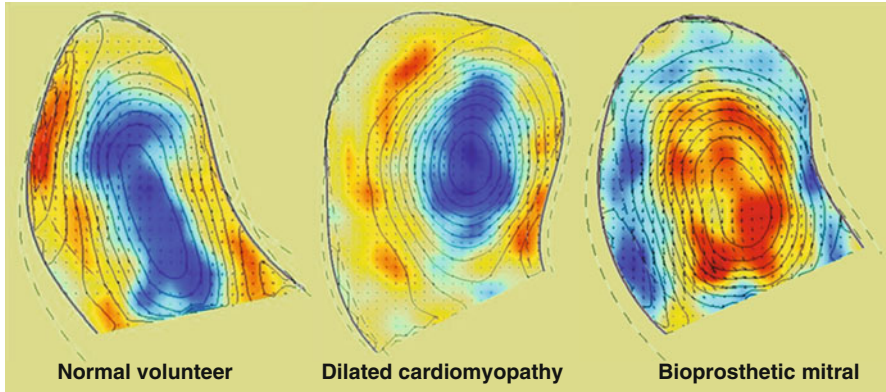 Normal volunteer
Dilated cardiomyopathy
Bioprosthetic mitral